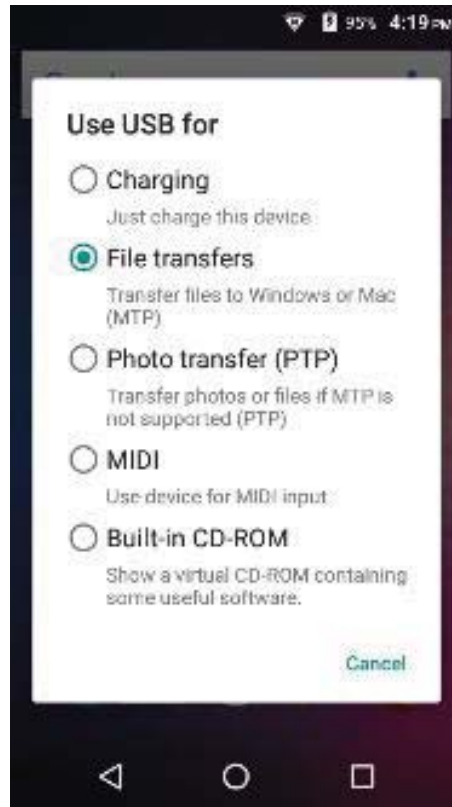 95% 4:19 PM
Use USB for
Charging
Just charge this device
File transfers
Transfer files to Windows or Mac
(MTP)
Photo transfer (PTP)
Transfer photos or files if MTP is
not supported (PTP)
MIDI
Use device for MIDI input
Built-in CD-ROM
Show a virtual CD-ROM containing
some useful software.
Cancel